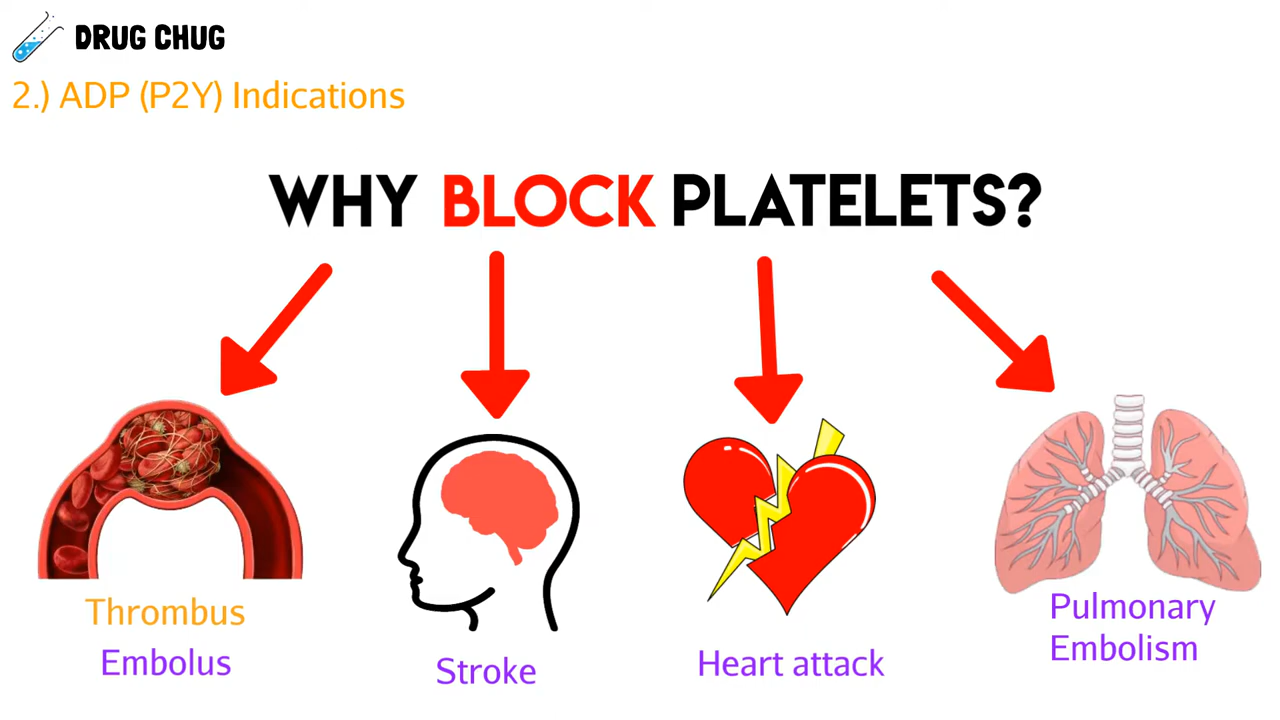 DRUG CHUG
2.) ADP (P2Y) Indications
WHY BLOCK PLATELETS?
Thrombus
Embolus
Stroke
Heart attack
Pulmonary
Embolism